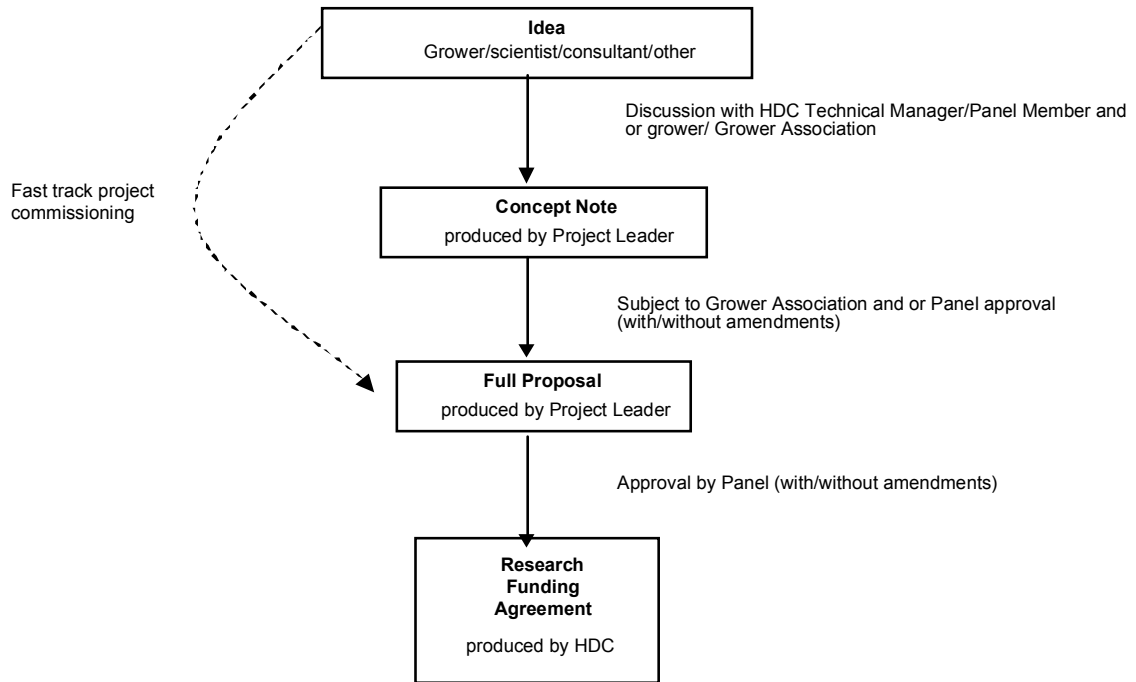 Idea
Grower/scientist/consultant/other
Discussion with HDC Technical Manager/Panel Member and
or grower/ Grower Association
Fast track project
commissioning
Concept Note
produced by Project Leader
Subject to Grower Association and or Panel approval
(with/without amendments)
Full Proposal
produced by Project Leader
Approval by Panel (with/without amendments)
Research
Funding
Agreement
produced by HDC